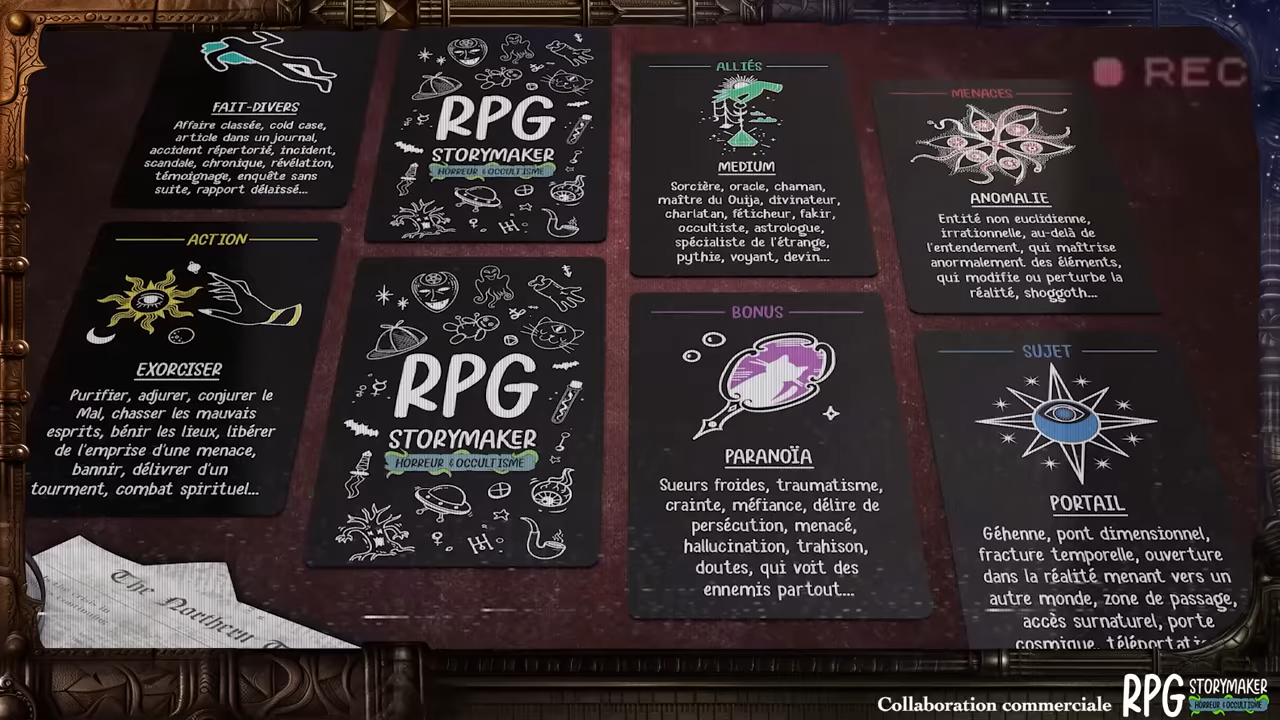 FAIT-DIVERS
Affaire classée, cold case,
article dans un journal,
accident répertorié, incident,
scandale, chronique, révélation,
témoignage, enquête sans
suite, rapport délaissé...
RPG
STORYMAKER
HORREUR & OCCULTISME
ALLIÉS
MEDIUM
Sorcière, oracle, chaman,
maître du Ouija, divinateur,
charlatan, féticheur, fakir,
occultiste, astrologue,
spécialiste de l'étrange,
pythie, voyant, devin...
MENACES
ANOMALIE
Entité non euclidienne,
irrationnelle, au-delà de
l'entendement, qui maîtrise
anormalement des éléments,
qui modifie ou perturbe la
réalité, shoggoth...
REC
ACTION
EXORCISER
Purifier, adjurer, conjurer le
Mal, chasser les mauvais
esprits, bénir les lieux, libérer
de l'emprise d'une menace,
bannir, délivrer d'un
tourment, combat spirituel...
RPG
STORYMAKER
HORREUR & OCCULTISME
BONUS
PARANOÏA
Sueurs froides, traumatisme,
crainte, méfiance, délire de
persécution, menacé,
hallucination, trahison,
doutes, qui voit des
ennemis partout...
SUJET
PORTAIL
Géhenne, pont dimensionnel,
fracture temporelle, ouverture
dans la réalité menant vers un
autre monde, zone de passage,
accès surnaturel, porte
cosmique, téléportati
The Northern
Collaboration commerciale
RPG STORYMAKER
HORREUR & OCCULTISME